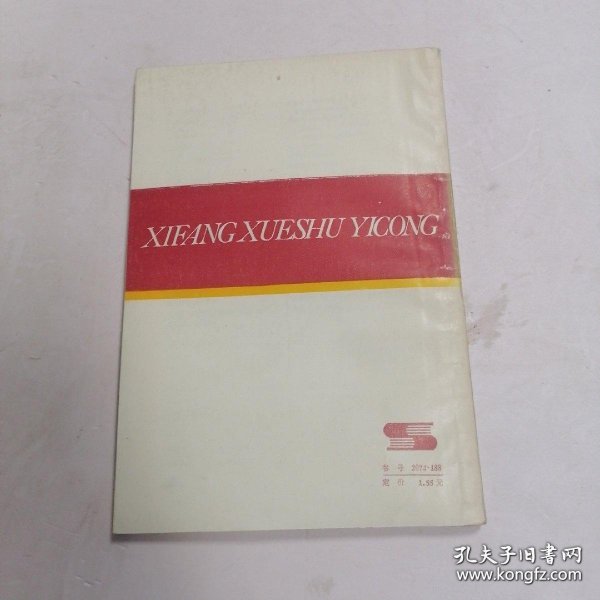 XIFANG XUESHU YICONG
书号 2074·188
定价 1.55元
孔夫子旧书网
www.kongfz.com